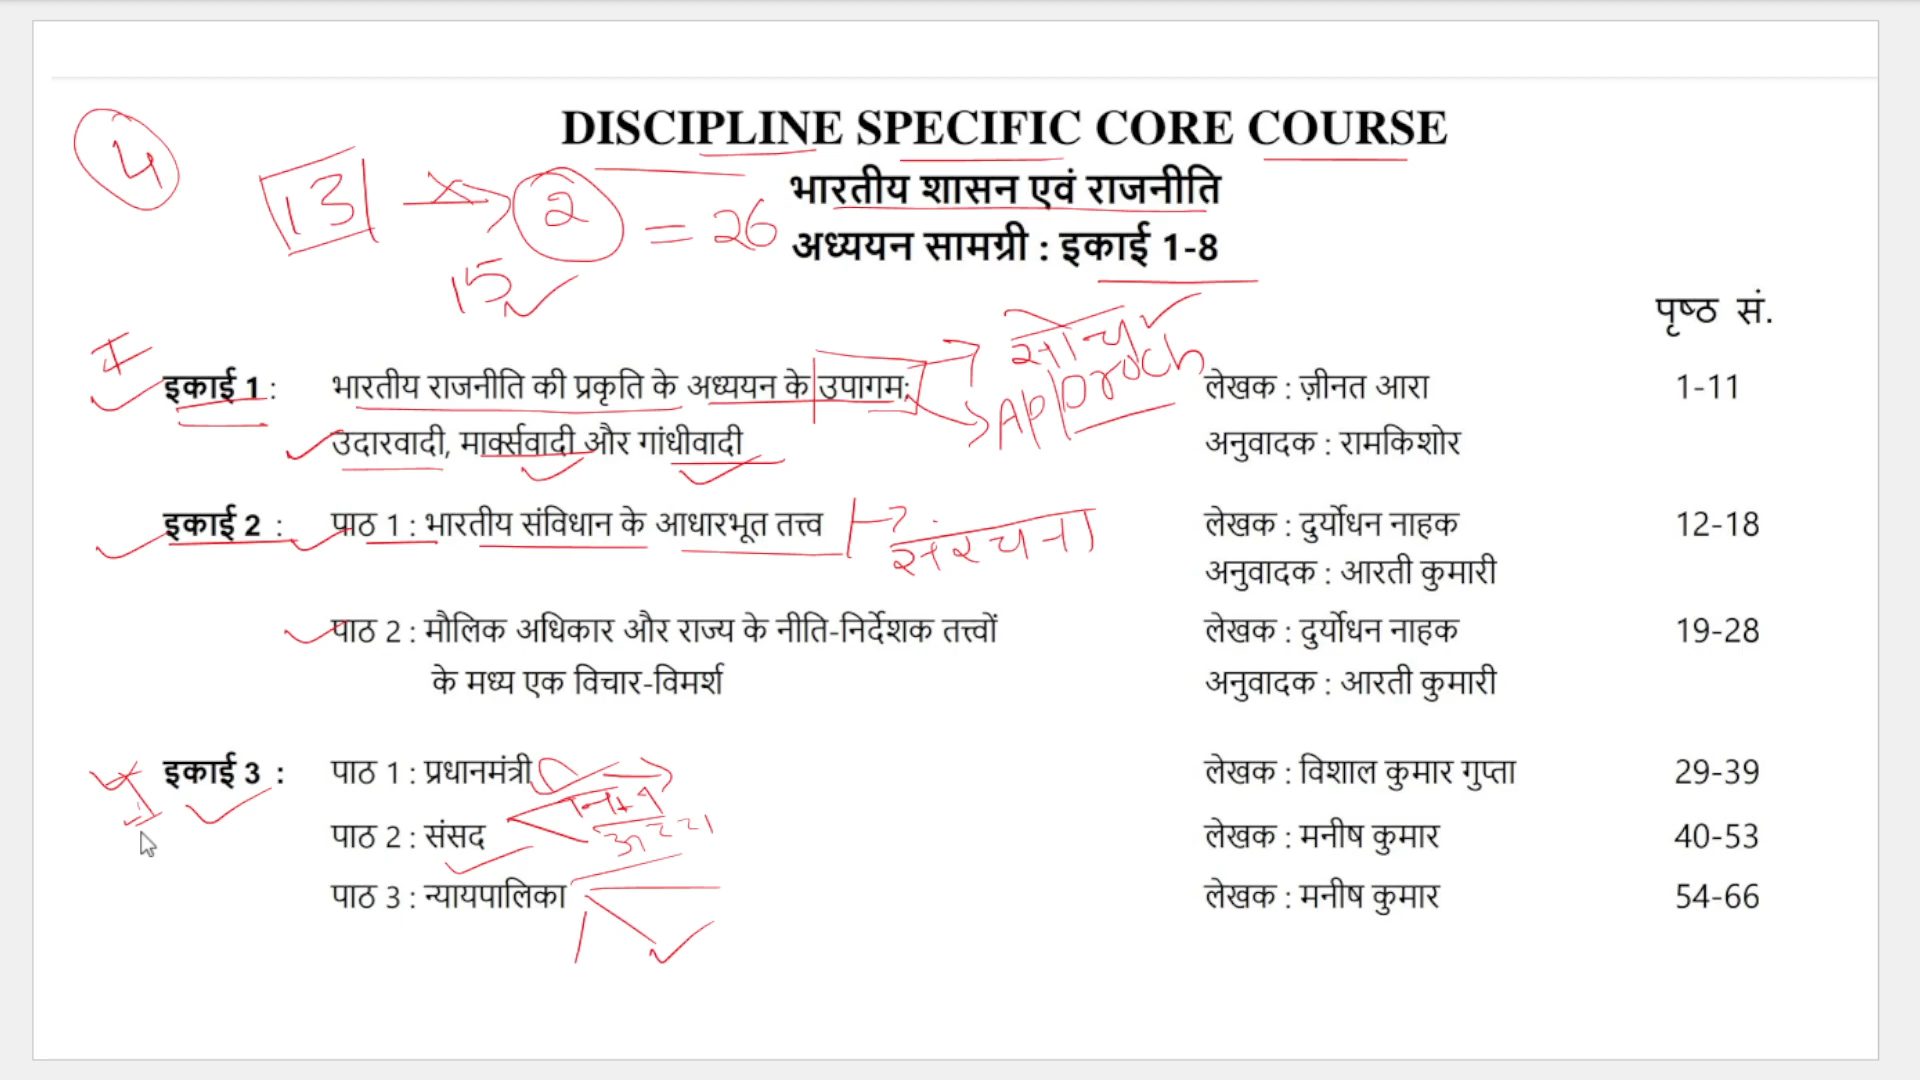 DISCIPLINE SPECIFIC CORE COURSE
भारतीय शासन एवं राजनीति
अध्ययन सामग्री : इकाई 1-8
4
13 → 2 = 26
15
पृष्ठ सं.
सोच
Approach
इकाई 1 : भारतीय राजनीति की प्रकृति के अध्ययन के उपागम: लेखक : ज़ीनत आरा 1-11
उदारवादी, मार्क्सवादी और गांधीवादी अनुवादक : रामकिशोर
इकाई 2 : पाठ 1 : भारतीय संविधान के आधारभूत तत्त्व लेखक : दुर्योधन नाहक 12-18
संरचना
अनुवादक : आरती कुमारी
पाठ 2 : मौलिक अधिकार और राज्य के नीति-निर्देशक तत्त्वों लेखक : दुर्योधन नाहक 19-28
के मध्य एक विचार-विमर्श अनुवादक : आरती कुमारी
इकाई 3 : पाठ 1 : प्रधानमंत्री लेखक : विशाल कुमार गुप्ता 29-39
पाठ 2 : संसद लेखक : मनीष कुमार 40-53
पाठ 3 : न्यायपालिका लेखक : मनीष कुमार 54-66